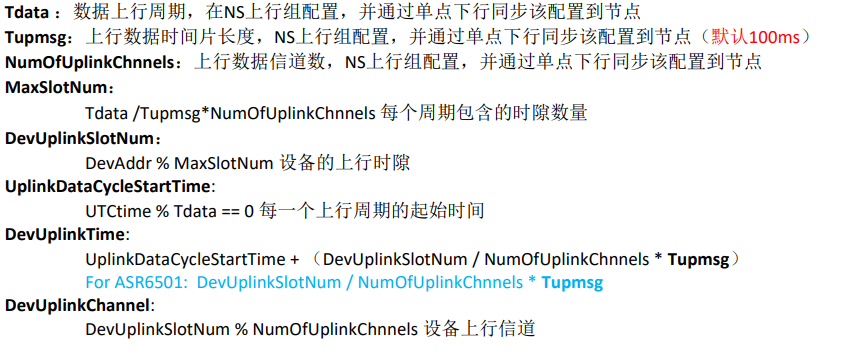 Tdata ：数据上行周期，在NS上行组配置，并通过单点下行同步该配置到节点
Tupmsg：上行数据时间片长度，NS上行组配置，并通过单点下行同步该配置到节点（默认100ms）
NumOfUplinkChnnels：上行数据信道数，NS上行组配置，并通过单点下行同步该配置到节点
MaxSlotNum：
Tdata /Tupmsg*NumOfUplinkChnnels 每个周期包含的时隙数量
DevUplinkSlotNum：
DevAddr % MaxSlotNum 设备的上行时隙
UplinkDataCycleStartTime:
UTCtime % Tdata == 0 每一个上行周期的起始时间
DevUplinkTime:
UplinkDataCycleStartTime + （DevUplinkSlotNum / NumOfUplinkChnnels * Tupmsg）
For ASR6501: DevUplinkSlotNum / NumOfUplinkChnnels * Tupmsg
DevUplinkChannel:
DevUplinkSlotNum % NumOfUplinkChnnels 设备上行信道